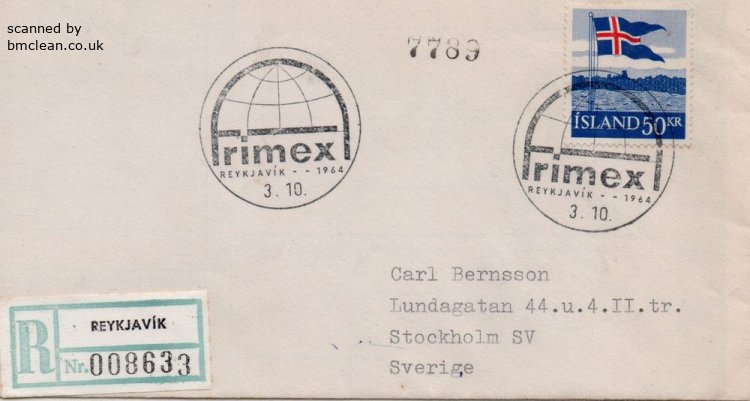 scanned by
bmclean.co.uk
7789
ÍSLAND 50 KR
Frimex
REYKJAVÍK - - 1964
3. 10.
Frimex
REYKJAVÍK - - 1964
3. 10.
Carl Bernsson
Lundagatan 44.u.4.II.tr.
Stockholm SV
Sverige
R
REYKJAVÍK
Nr. 008633